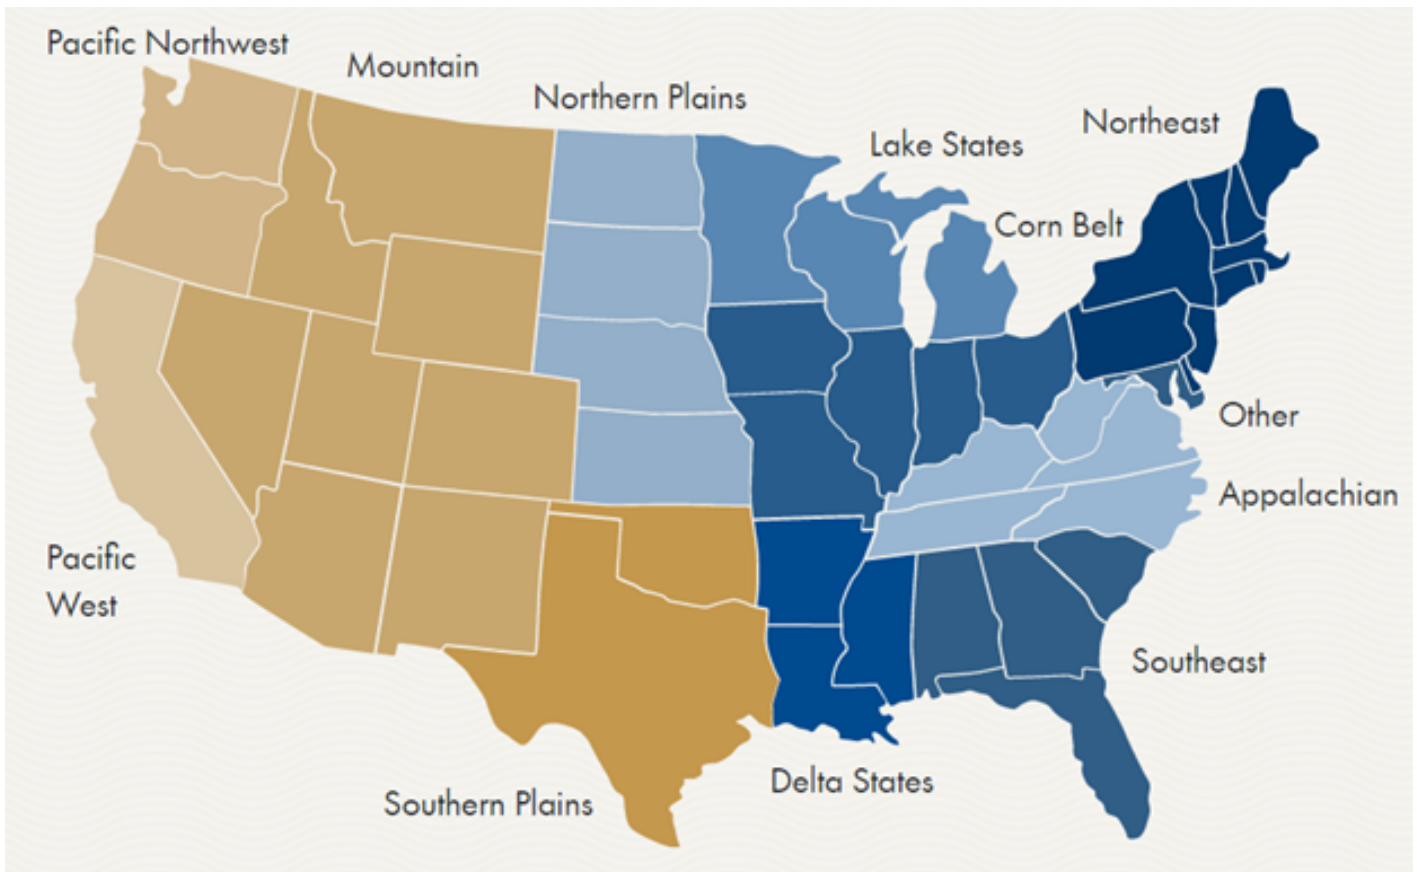 Pacific Northwest
Mountain
Northern Plains
Lake States
Northeast
Corn Belt
Other
Appalachian
Pacific
West
Southeast
Delta States
Southern Plains